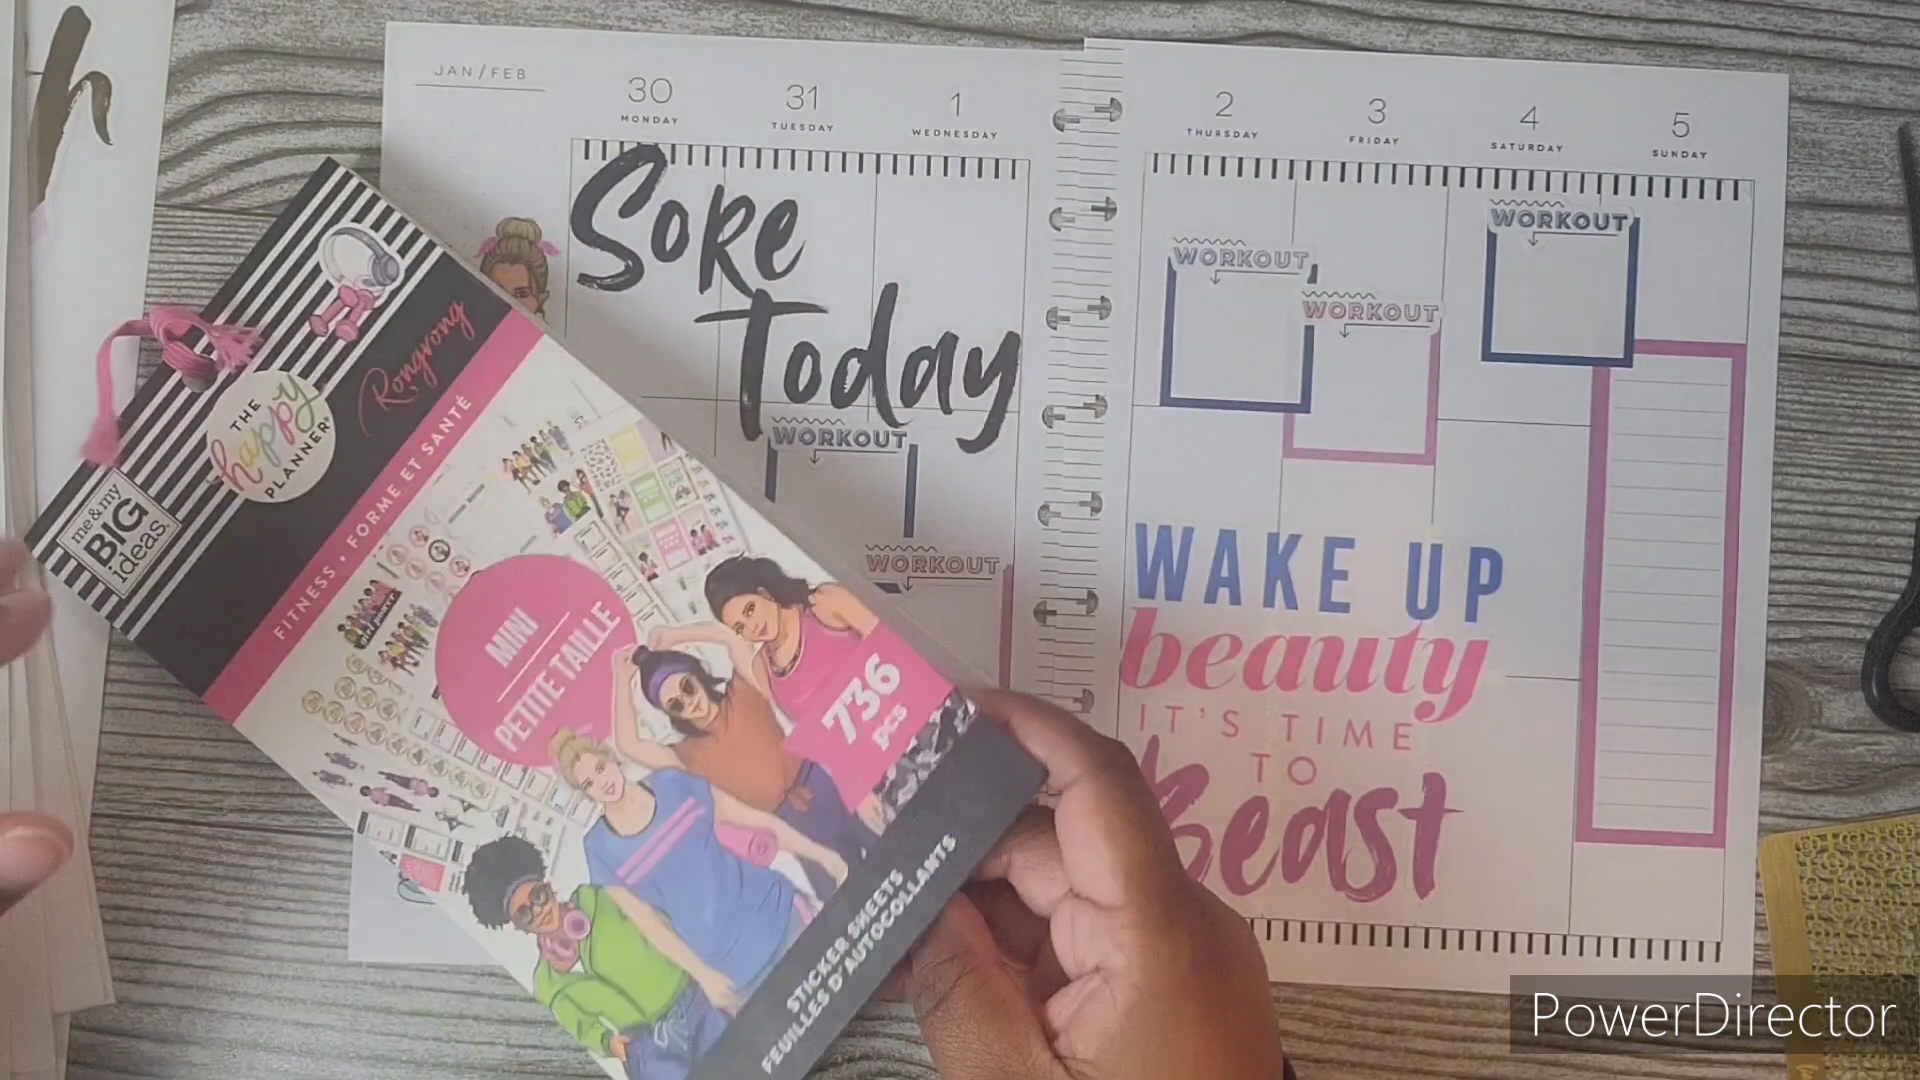 h
JAN/FEB
30
MONDAY
31
TUESDAY
1
WEDNESDAY
2
THURSDAY
3
FRIDAY
4
SATURDAY
5
SUNDAY
SORE
Today
WORKOUT
WORKOUT
WORKOUT
WORKOUT
WORKOUT
WAKE UP
beauty
IT'S TIME
TO
Beast
me & my
BIG
ideas.
THE
happy
PLANNER®
Rongrong
FITNESS • FORME ET SANTÉ
girl power
MINI
PETITE TAILLE
736
pcs
STICKER SHEETS
FEUILLES D'AUTOCOLLANTS
PowerDirector